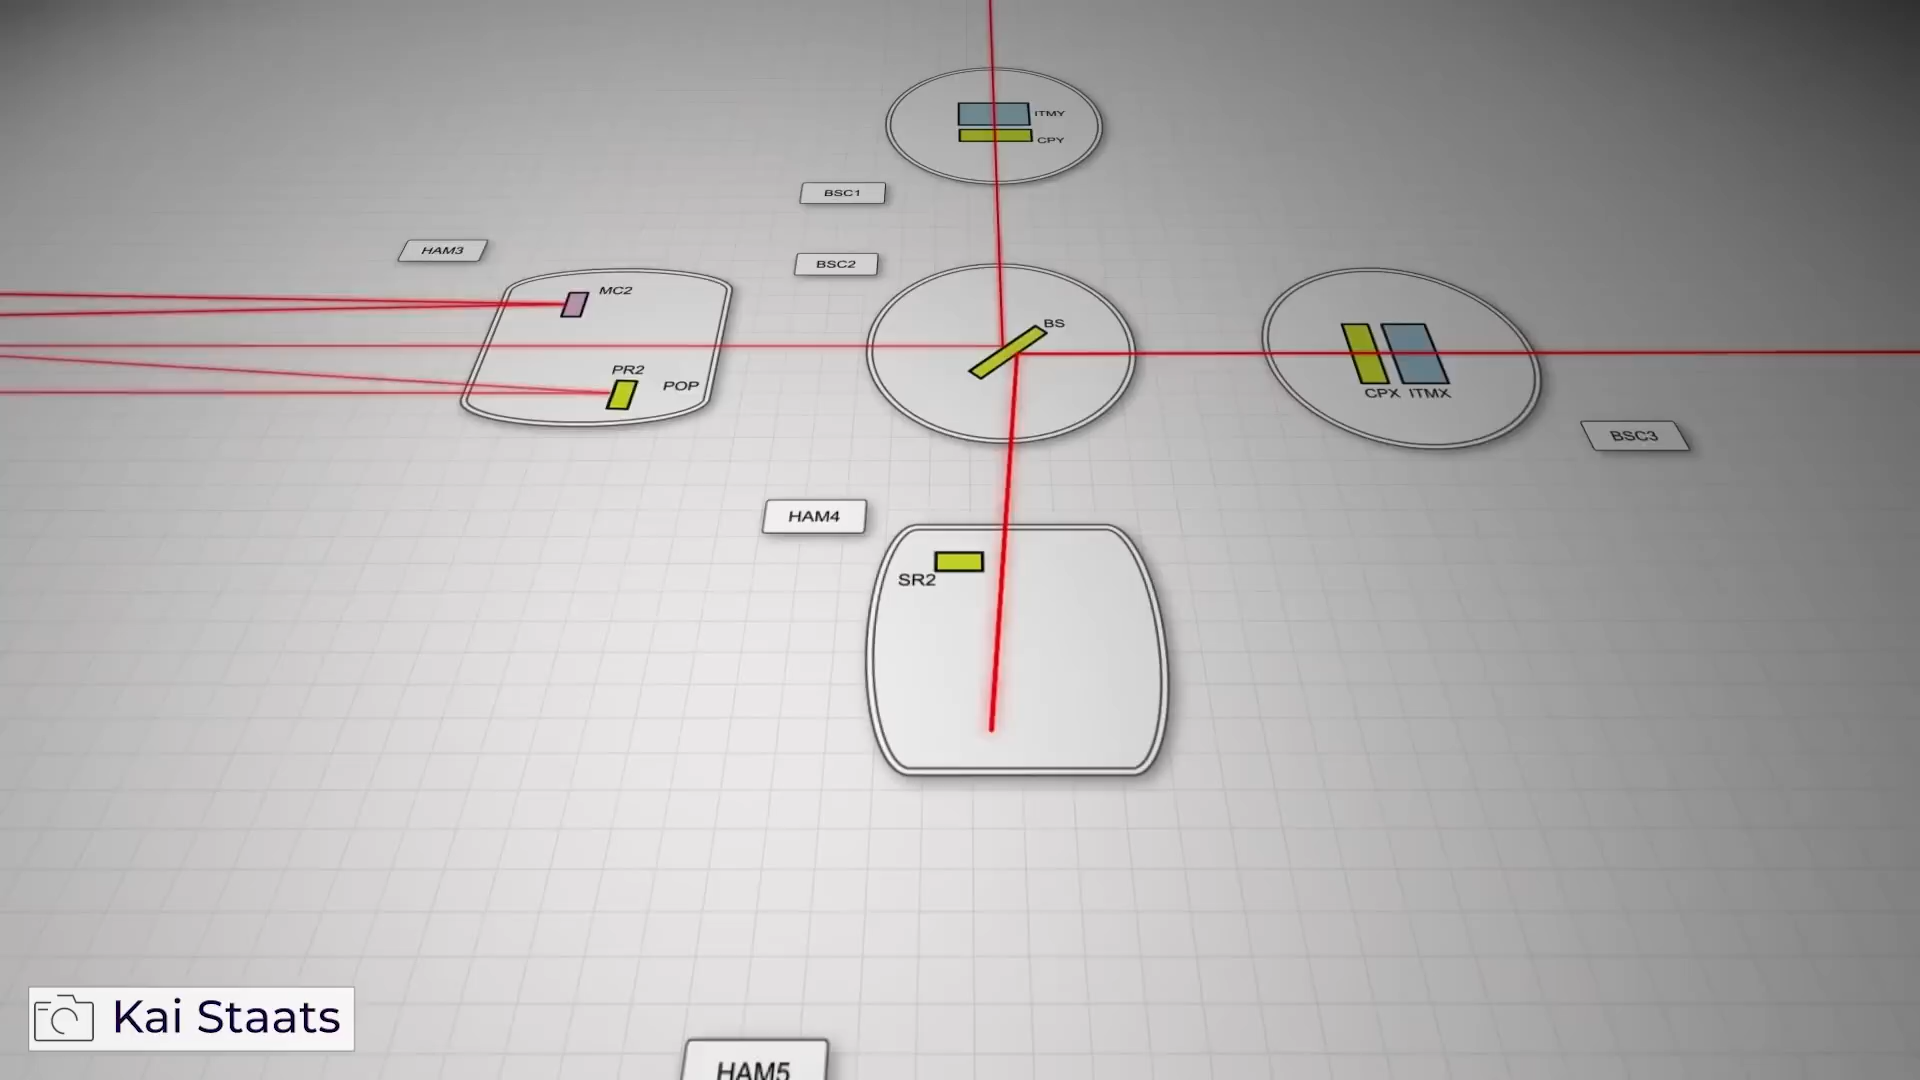 ITMY
CPY
BSC1
HAM3
BSC2
MC2
BS
PR2
POP
CPX ITMX
BSC3
HAM4
SR2
Kai Staats
HAM5